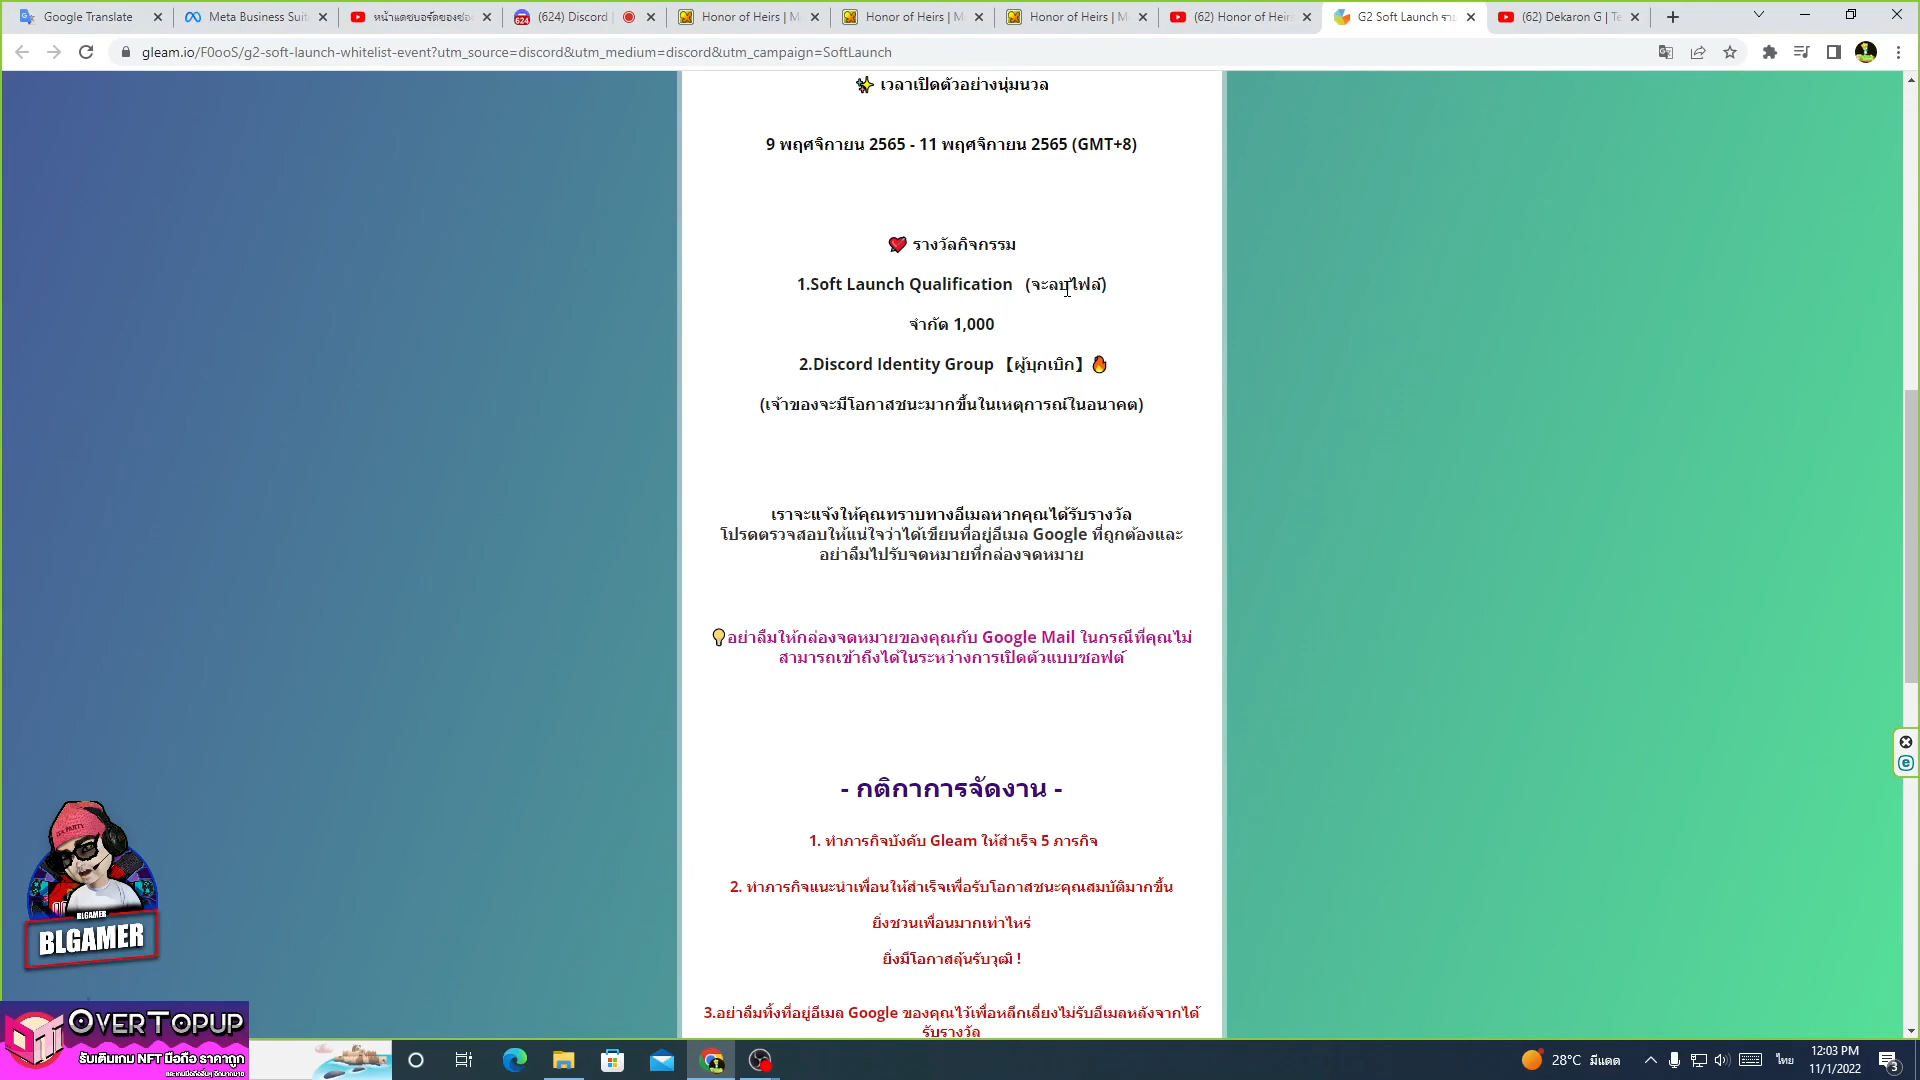 Google Translate
Meta Business Suit
หน้าแดชบอร์ดของช่อ
(624) Discord |
Honor of Heirs | M
Honor of Heirs | M
Honor of Heirs | M
(62) Honor of Heir
G2 Soft Launch ราย
(62) Dekaron G | Te
gleam.io/F0ooS/g2-soft-launch-whitelist-event?utm_source=discord&utm_medium=discord&utm_campaign=SoftLaunch
✨ เวลาเปิดตัวอย่างนุ่มนวล
9 พฤศจิกายน 2565 - 11 พฤศจิกายน 2565 (GMT+8)
💘 รางวัลกิจกรรม
1.Soft Launch Qualification (จะลบไฟล์)
จำกัด 1,000
2.Discord Identity Group 【ผู้บุกเบิก】🔥
(เจ้าของจะมีโอกาสชนะมากขึ้นในเหตุการณ์ในอนาคต)
เราจะแจ้งให้คุณทราบทางอีเมลหากคุณได้รับรางวัล
โปรดตรวจสอบให้แน่ใจว่าได้เขียนที่อยู่อีเมล Google ที่ถูกต้องและ
อย่าลืมไปรับจดหมายที่กล่องจดหมาย
💡อย่าลืมให้กล่องจดหมายของคุณกับ Google Mail ในกรณีที่คุณไม่
สามารถเข้าถึงได้ในระหว่างการเปิดตัวแบบซอฟต์
- กติกาการจัดงาน -
1. ทำภารกิจบังคับ Gleam ให้สำเร็จ 5 ภารกิจ
2. ทำภารกิจแนะนำเพื่อนให้สำเร็จเพื่อรับโอกาสชนะคุณสมบัติมากขึ้น
ยิ่งชวนเพื่อนมากเท่าไหร่
ยิ่งมีโอกาสลุ้นรับวุฒิ !
3.อย่าลืมทิ้งที่อยู่อีเมล Google ของคุณไว้เพื่อหลีกเลี่ยงไม่รับอีเมลหลังจากได้
รับรางวัล
BLGAMER
BLGAMER
OVERTOPUP
รับเติมเกม NFT มือถือ ราคาถูก
28°C มีแดด
ไทย
12:03 PM
11/1/2022
3